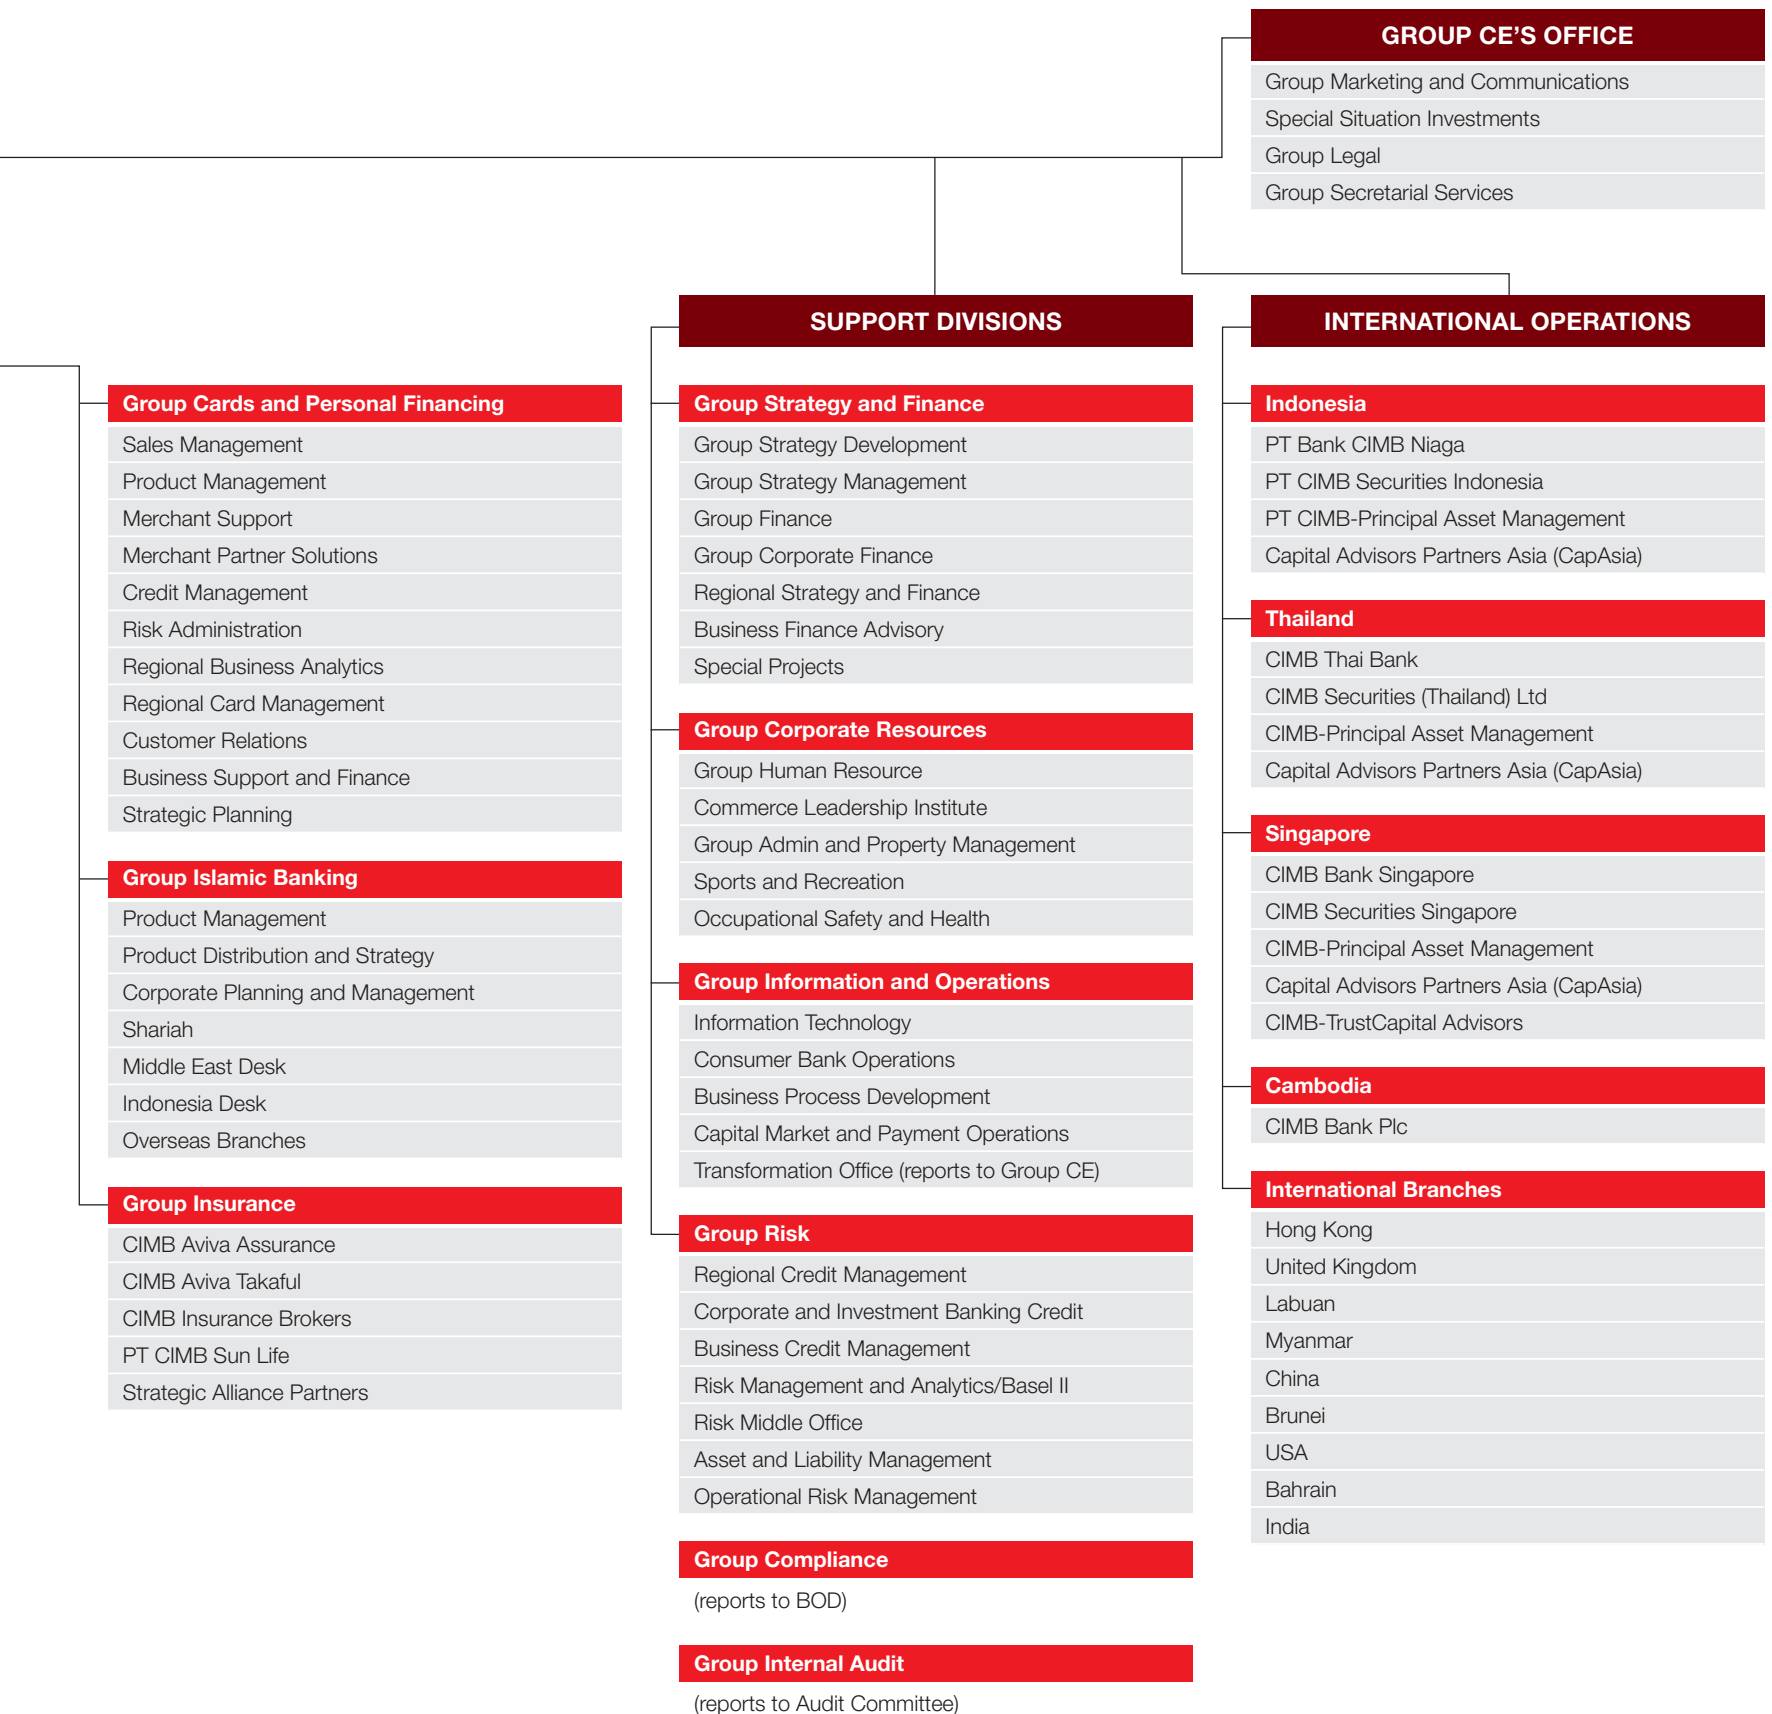 GROUP CE’S OFFICE
Group Marketing and Communications
Special Situation Investments
Group Legal
Group Secretarial Services
Group Cards and Personal Financing
Sales Management
Product Management
Merchant Support
Merchant Partner Solutions
Credit Management
Risk Administration
Regional Business Analytics
Regional Card Management
Customer Relations
Business Support and Finance
Strategic Planning
Group Islamic Banking
Product Management
Product Distribution and Strategy
Corporate Planning and Management
Shariah
Middle East Desk
Indonesia Desk
Overseas Branches
Group Insurance
CIMB Aviva Assurance
CIMB Aviva Takaful
CIMB Insurance Brokers
PT CIMB Sun Life
Strategic Alliance Partners
SUPPORT DIVISIONS
Group Strategy and Finance
Group Strategy Development
Group Strategy Management
Group Finance
Group Corporate Finance
Regional Strategy and Finance
Business Finance Advisory
Special Projects
Group Corporate Resources
Group Human Resource
Commerce Leadership Institute
Group Admin and Property Management
Sports and Recreation
Occupational Safety and Health
Group Information and Operations
Information Technology
Consumer Bank Operations
Business Process Development
Capital Market and Payment Operations
Transformation Office (reports to Group CE)
Group Risk
Regional Credit Management
Corporate and Investment Banking Credit
Business Credit Management
Risk Management and Analytics/Basel II
Risk Middle Office
Asset and Liability Management
Operational Risk Management
Group Compliance
(reports to BOD)
Group Internal Audit
(reports to Audit Committee)
INTERNATIONAL OPERATIONS
Indonesia
PT Bank CIMB Niaga
PT CIMB Securities Indonesia
PT CIMB-Principal Asset Management
Capital Advisors Partners Asia (CapAsia)
Thailand
CIMB Thai Bank
CIMB Securities (Thailand) Ltd
CIMB-Principal Asset Management
Capital Advisors Partners Asia (CapAsia)
Singapore
CIMB Bank Singapore
CIMB Securities Singapore
CIMB-Principal Asset Management
Capital Advisors Partners Asia (CapAsia)
CIMB-TrustCapital Advisors
Cambodia
CIMB Bank Plc
International Branches
Hong Kong
United Kingdom
Labuan
Myanmar
China
Brunei
USA
Bahrain
India